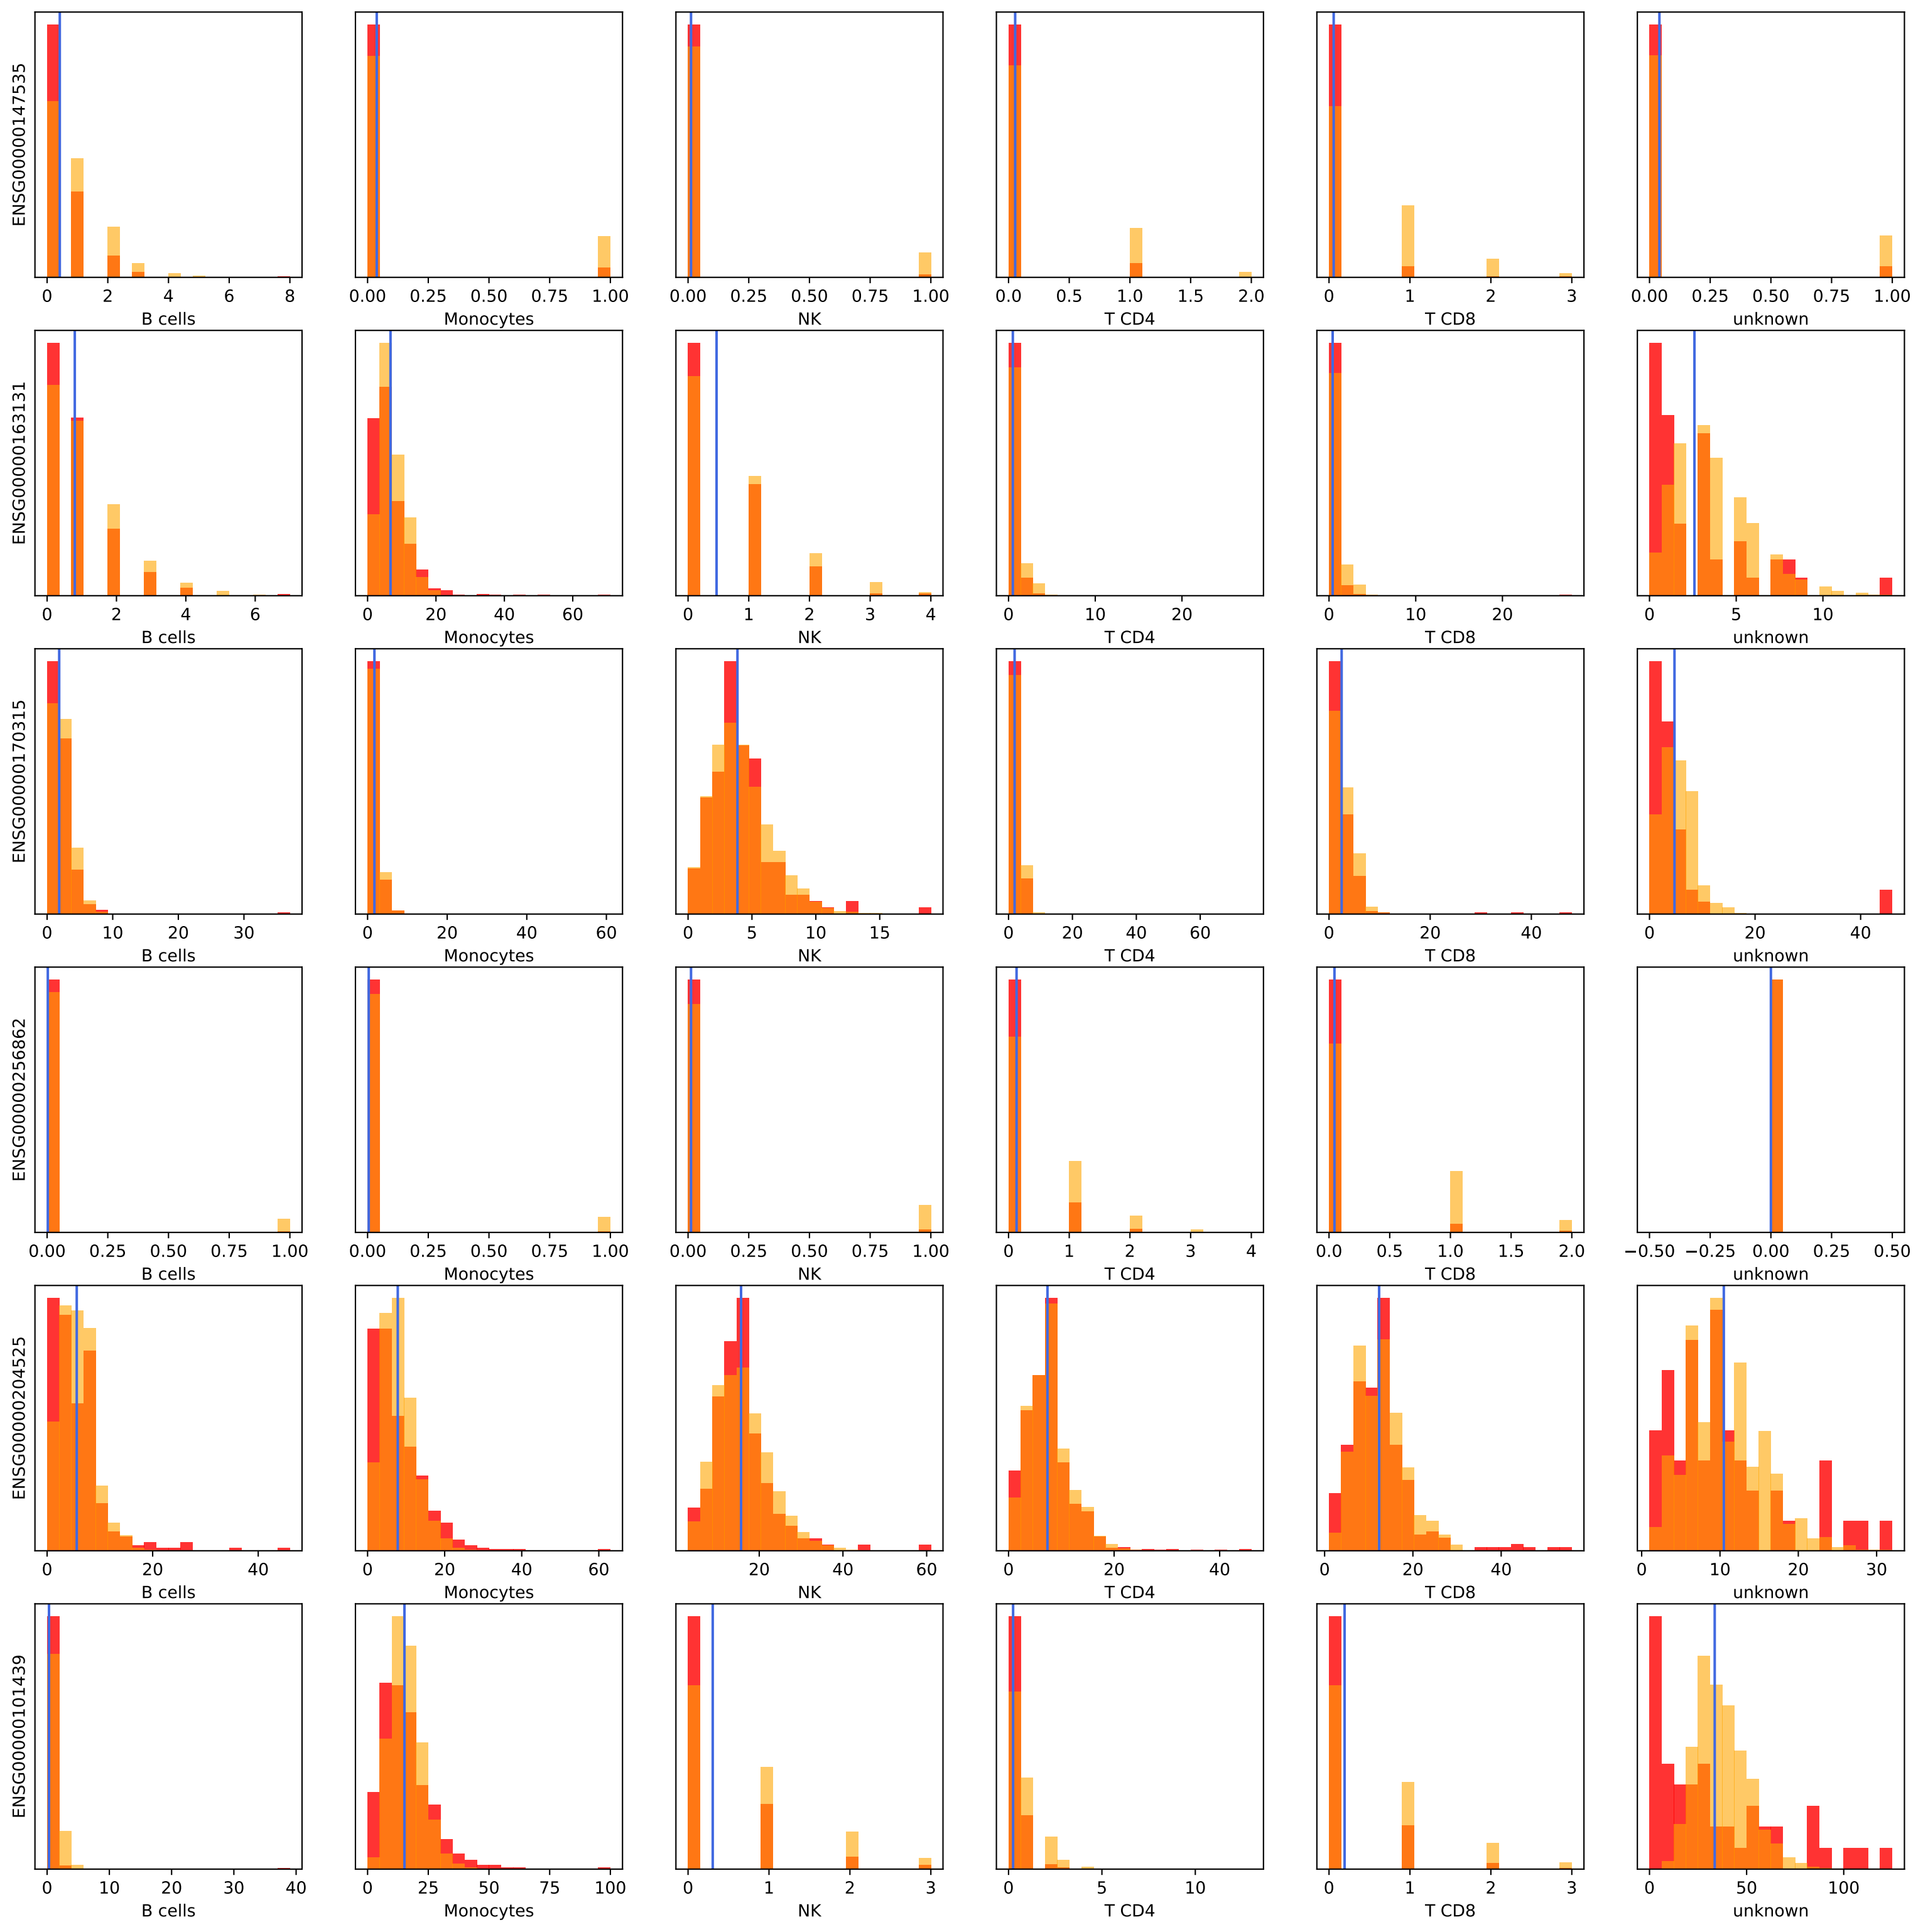 ENSG00000147535
0 2 4 6 8
0.00 0.25 0.50 0.75 1.00
0.00 0.25 0.50 0.75 1.00
0.0 0.5 1.0 1.5 2.0
0 1 2 3
0.00 0.25 0.50 0.75 1.00
B cells Monocytes NK T CD4 T CD8 unknown
ENSG00000163131
0 2 4 6
0 20 40 60
0 1 2 3 4
0 10 20
0 10 20
0 5 10
B cells Monocytes NK T CD4 T CD8 unknown
ENSG00000170315
0 10 20 30
0 20 40 60
0 5 10 15
0 20 40 60
0 20 40
0 20 40
B cells Monocytes NK T CD4 T CD8 unknown
ENSG00000256862
0.00 0.25 0.50 0.75 1.00
0.00 0.25 0.50 0.75 1.00
0.00 0.25 0.50 0.75 1.00
0 1 2 3 4
0.0 0.5 1.0 1.5 2.0
−0.50 −0.25 0.00 0.25 0.50
B cells Monocytes NK T CD4 T CD8 unknown
ENSG00000204525
0 20 40
0 20 40 60
20 40 60
0 20 40
0 20 40
0 10 20 30
B cells Monocytes NK T CD4 T CD8 unknown
ENSG00000101439
0 10 20 30 40
0 25 50 75 100
0 1 2 3
0 5 10
0 1 2 3
0 50 100
B cells Monocytes NK T CD4 T CD8 unknown